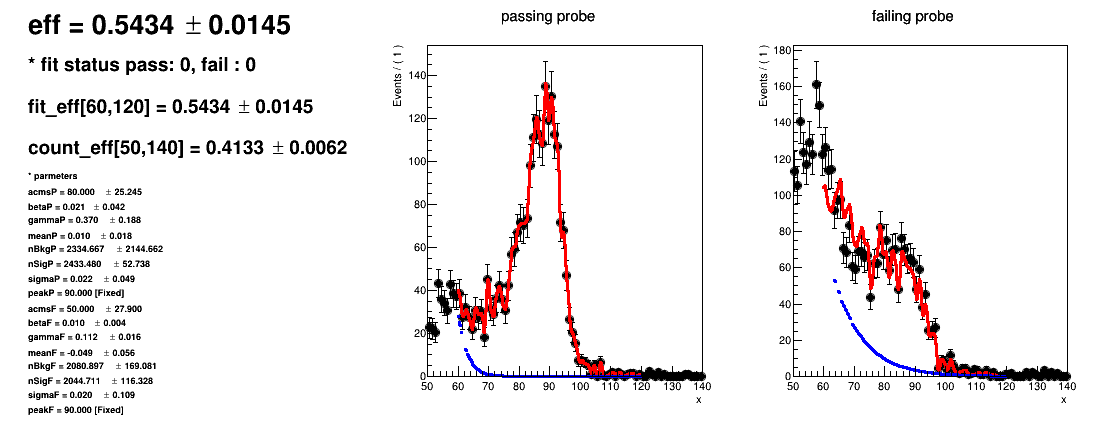 eff = 0.5434 ± 0.0145
* fit status pass: 0, fail : 0
fit_eff[60,120] = 0.5434 ± 0.0145
count_eff[50,140] = 0.4133 ± 0.0062
* parmeters
acmsP = 80.000 ± 25.245
betaP = 0.021 ± 0.042
gammaP = 0.370 ± 0.188
meanP = 0.010 ± 0.018
nBkgP = 2334.667 ± 2144.662
nSigP = 2433.480 ± 52.738
sigmaP = 0.022 ± 0.049
peakP = 90.000 [Fixed]
acmsF = 50.000 ± 27.900
betaF = 0.010 ± 0.004
gammaF = 0.112 ± 0.016
meanF = -0.049 ± 0.056
nBkgF = 2080.897 ± 169.081
nSigF = 2044.711 ± 116.328
sigmaF = 0.020 ± 0.109
peakF = 90.000 [Fixed]
passing probe
Events / ( 1 )
140
120
100
80
60
40
20
0
50 60 70 80 90 100 110 120 130 140
x
failing probe
Events / ( 1 )
180
160
140
120
100
80
60
40
20
0
50 60 70 80 90 100 110 120 130 140
x